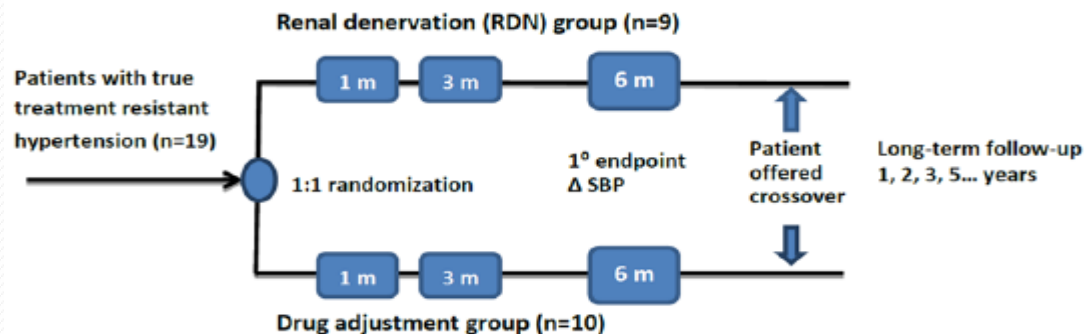 Renal denervation (RDN) group (n=9)
1 m
3 m
6 m
Patients with true
treatment resistant
hypertension (n=19)
1:1 randomization
1º endpoint
Δ SBP
Patient
offered
crossover
Long-term follow-up
1, 2, 3, 5... years
1 m
3 m
6 m
Drug adjustment group (n=10)